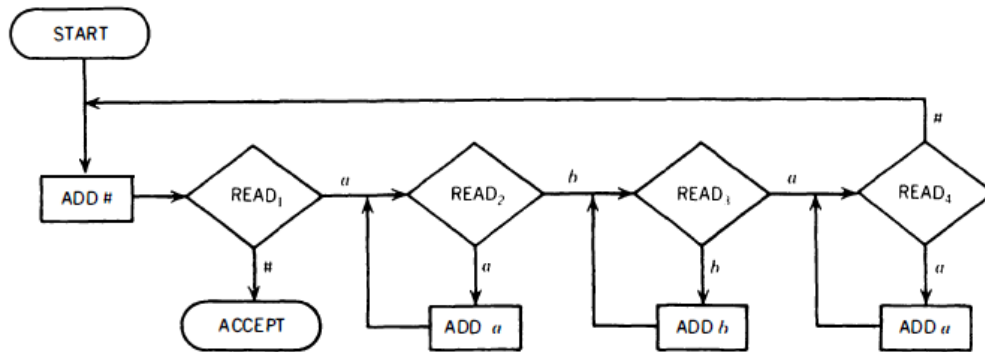 START
#
ADD #
READ₁
a
READ₂
b
READ₃
a
READ₄
#
a
b
a
ACCEPT
ADD a
ADD b
ADD a